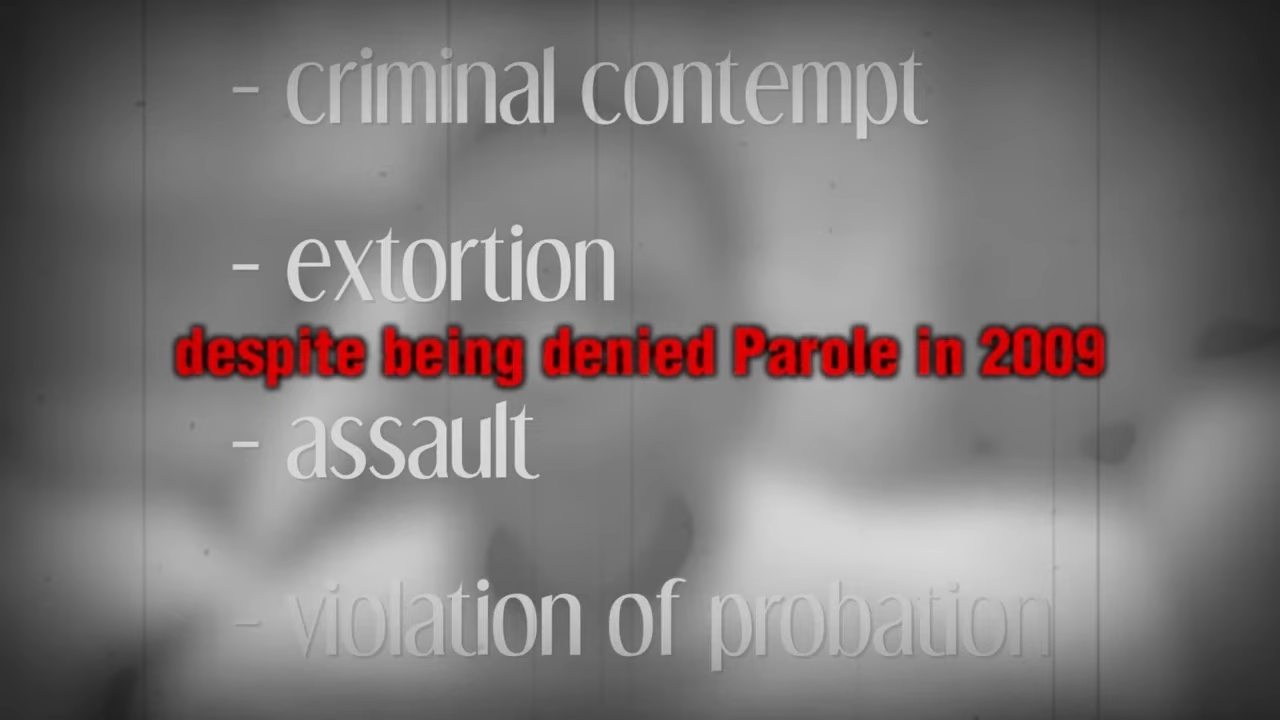 - criminal contempt
- extortion
despite being denied Parole in 2009
- assault
- violation of probation